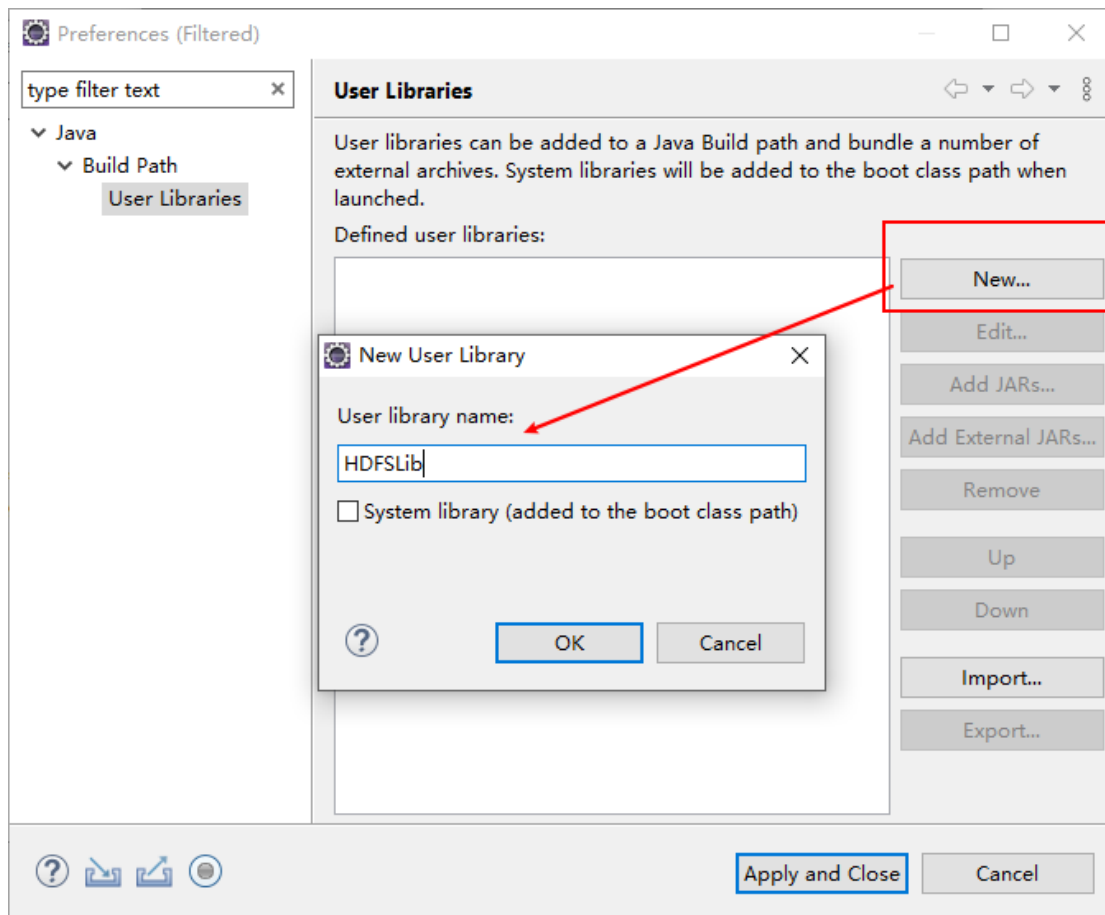 Preferences (Filtered)
type filter text
Java
Build Path
User Libraries
User Libraries
User libraries can be added to a Java Build path and bundle a number of
external archives. System libraries will be added to the boot class path when
launched.
Defined user libraries:
New...
Edit...
Add JARs...
Add External JARs...
Remove
Up
Down
Import...
Export...
New User Library
User library name:
HDFSLib
System library (added to the boot class path)
OK
Cancel
Apply and Close
Cancel